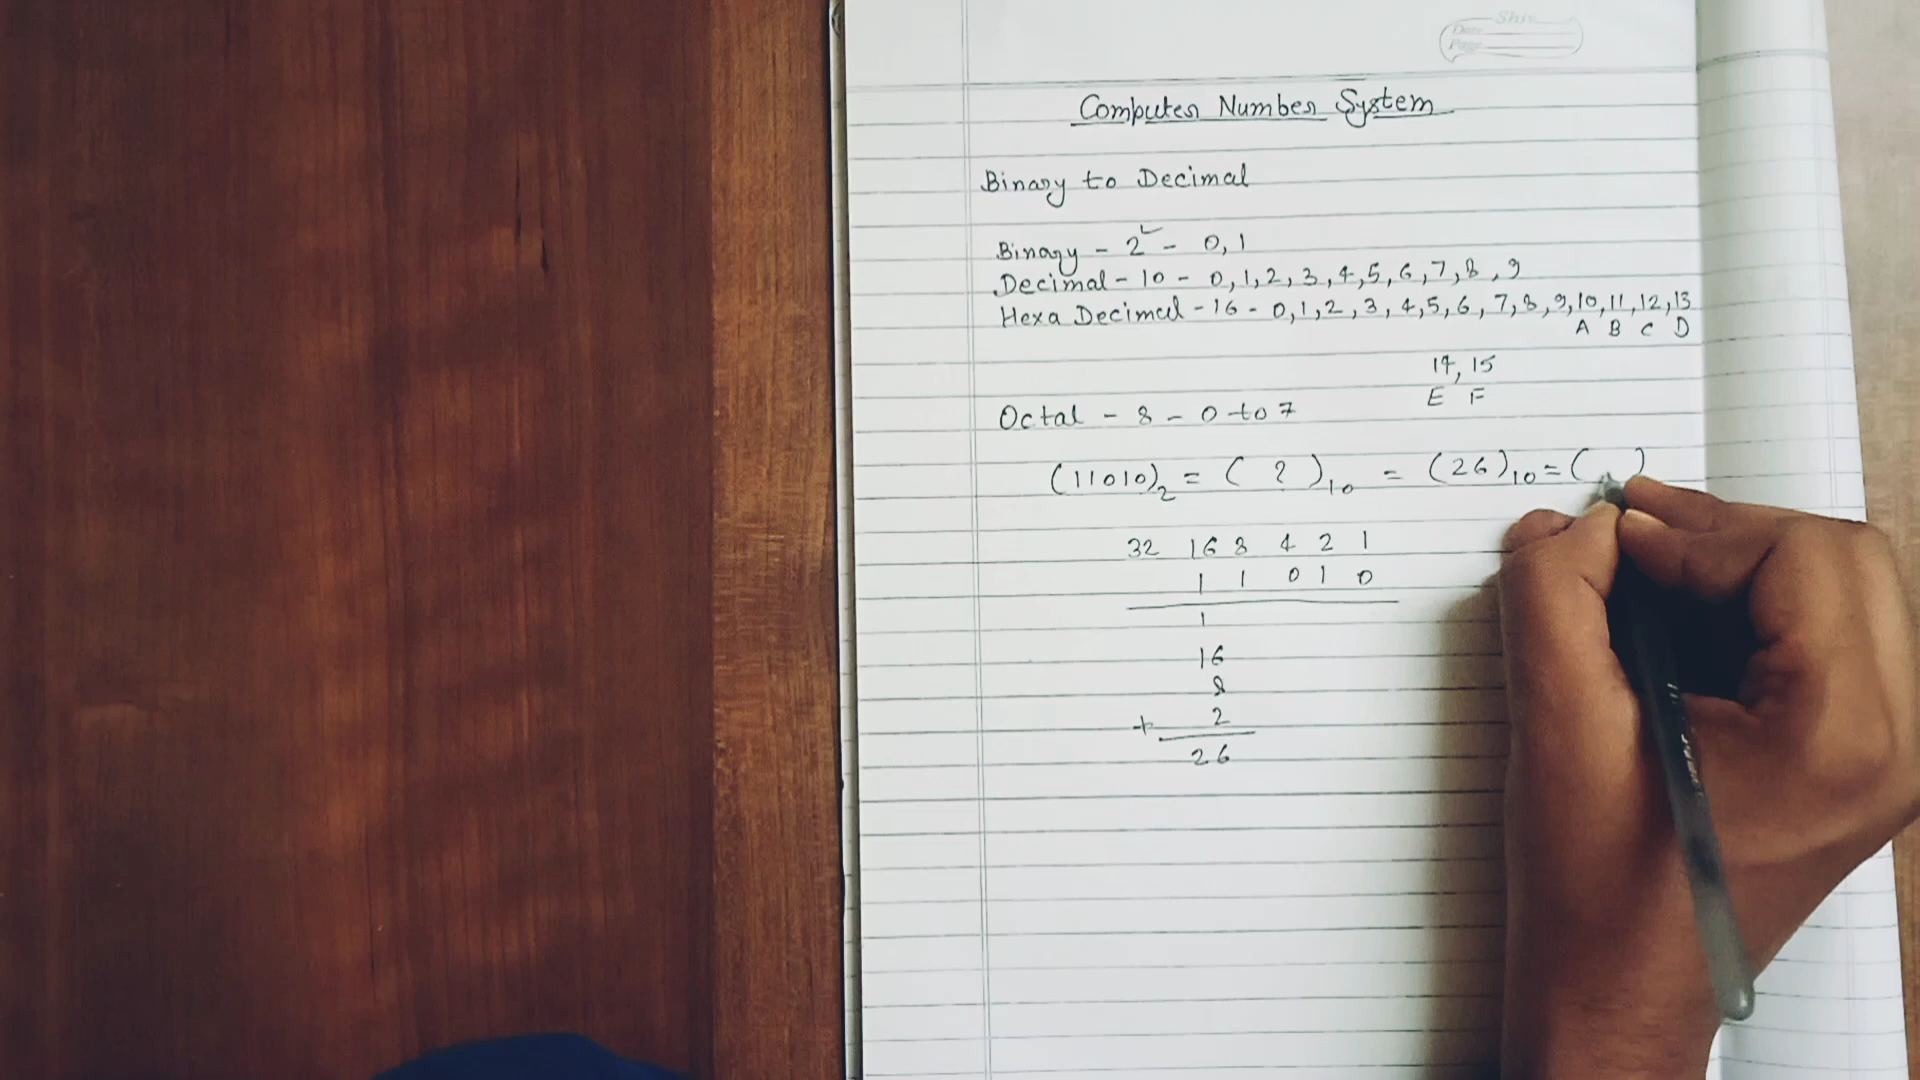 Shiv
Date
Page
Computer Number System
Binary to Decimal
Binary - 2 - 0, 1
Decimal - 10 - 0, 1, 2, 3, 4, 5, 6, 7, 8, 9
Hexa Decimal - 16 - 0, 1, 2, 3, 4, 5, 6, 7, 8, 9, 10, 11, 12, 13
A B C D
14, 15
E F
Octal - 8 - 0 to 7
(11010)₂ = ( ? )₁₀ = (26)₁₀ = ( )
32 16 8 4 2 1
1 1 0 1 0
1
16
8
+ 2
26